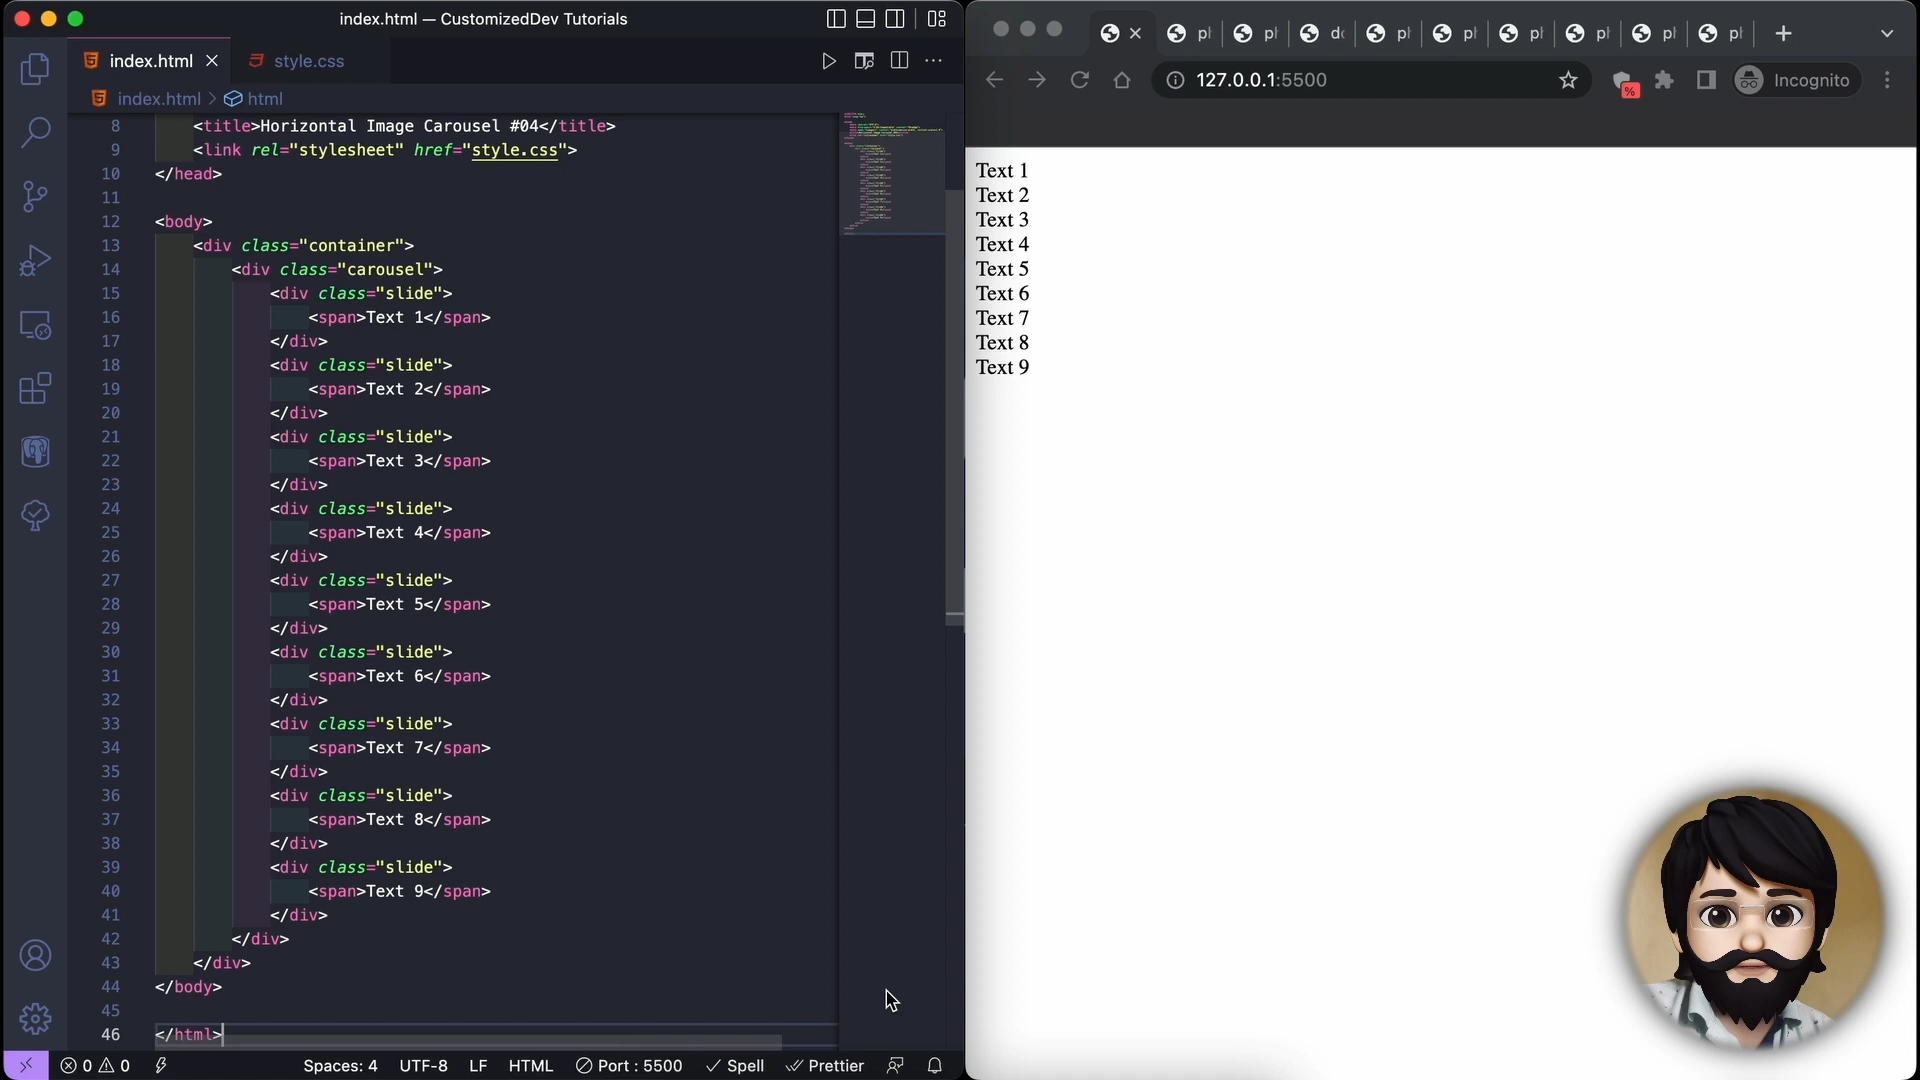 index.html — CustomizedDev Tutorials
index.html
style.css
index.html > html
8 <title>Horizontal Image Carousel #04</title>
9 <link rel="stylesheet" href="style.css">
10 </head>
11
12 <body>
13 <div class="container">
14 <div class="carousel">
15 <div class="slide">
16 <span>Text 1</span>
17 </div>
18 <div class="slide">
19 <span>Text 2</span>
20 </div>
21 <div class="slide">
22 <span>Text 3</span>
23 </div>
24 <div class="slide">
25 <span>Text 4</span>
26 </div>
27 <div class="slide">
28 <span>Text 5</span>
29 </div>
30 <div class="slide">
31 <span>Text 6</span>
32 </div>
33 <div class="slide">
34 <span>Text 7</span>
35 </div>
36 <div class="slide">
37 <span>Text 8</span>
38 </div>
39 <div class="slide">
40 <span>Text 9</span>
41 </div>
42 </div>
43 </div>
44 </body>
45
46 </html>
0 0 Spaces: 4 UTF-8 LF HTML Port : 5500 Spell Prettier
127.0.0.1:5500
%
Incognito
Text 1
Text 2
Text 3
Text 4
Text 5
Text 6
Text 7
Text 8
Text 9